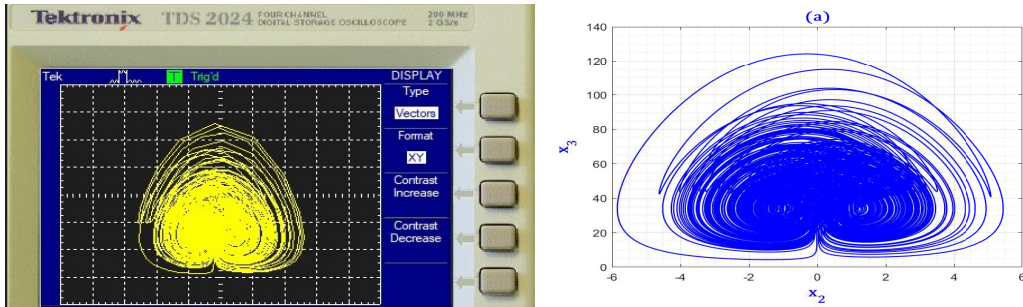 Tektronix TDS 2024 FOUR CHANNEL DIGITAL STORAGE OSCILLOSCOPE
200 MHz
2 GS/s
Tek T Trig'd DISPLAY
Type
Vectors
Format
XY
Contrast
Increase
Contrast
Decrease
(a)
140
120
100
80
60
40
20
0
x3
-6 -4 -2 0 2 4 6
x2